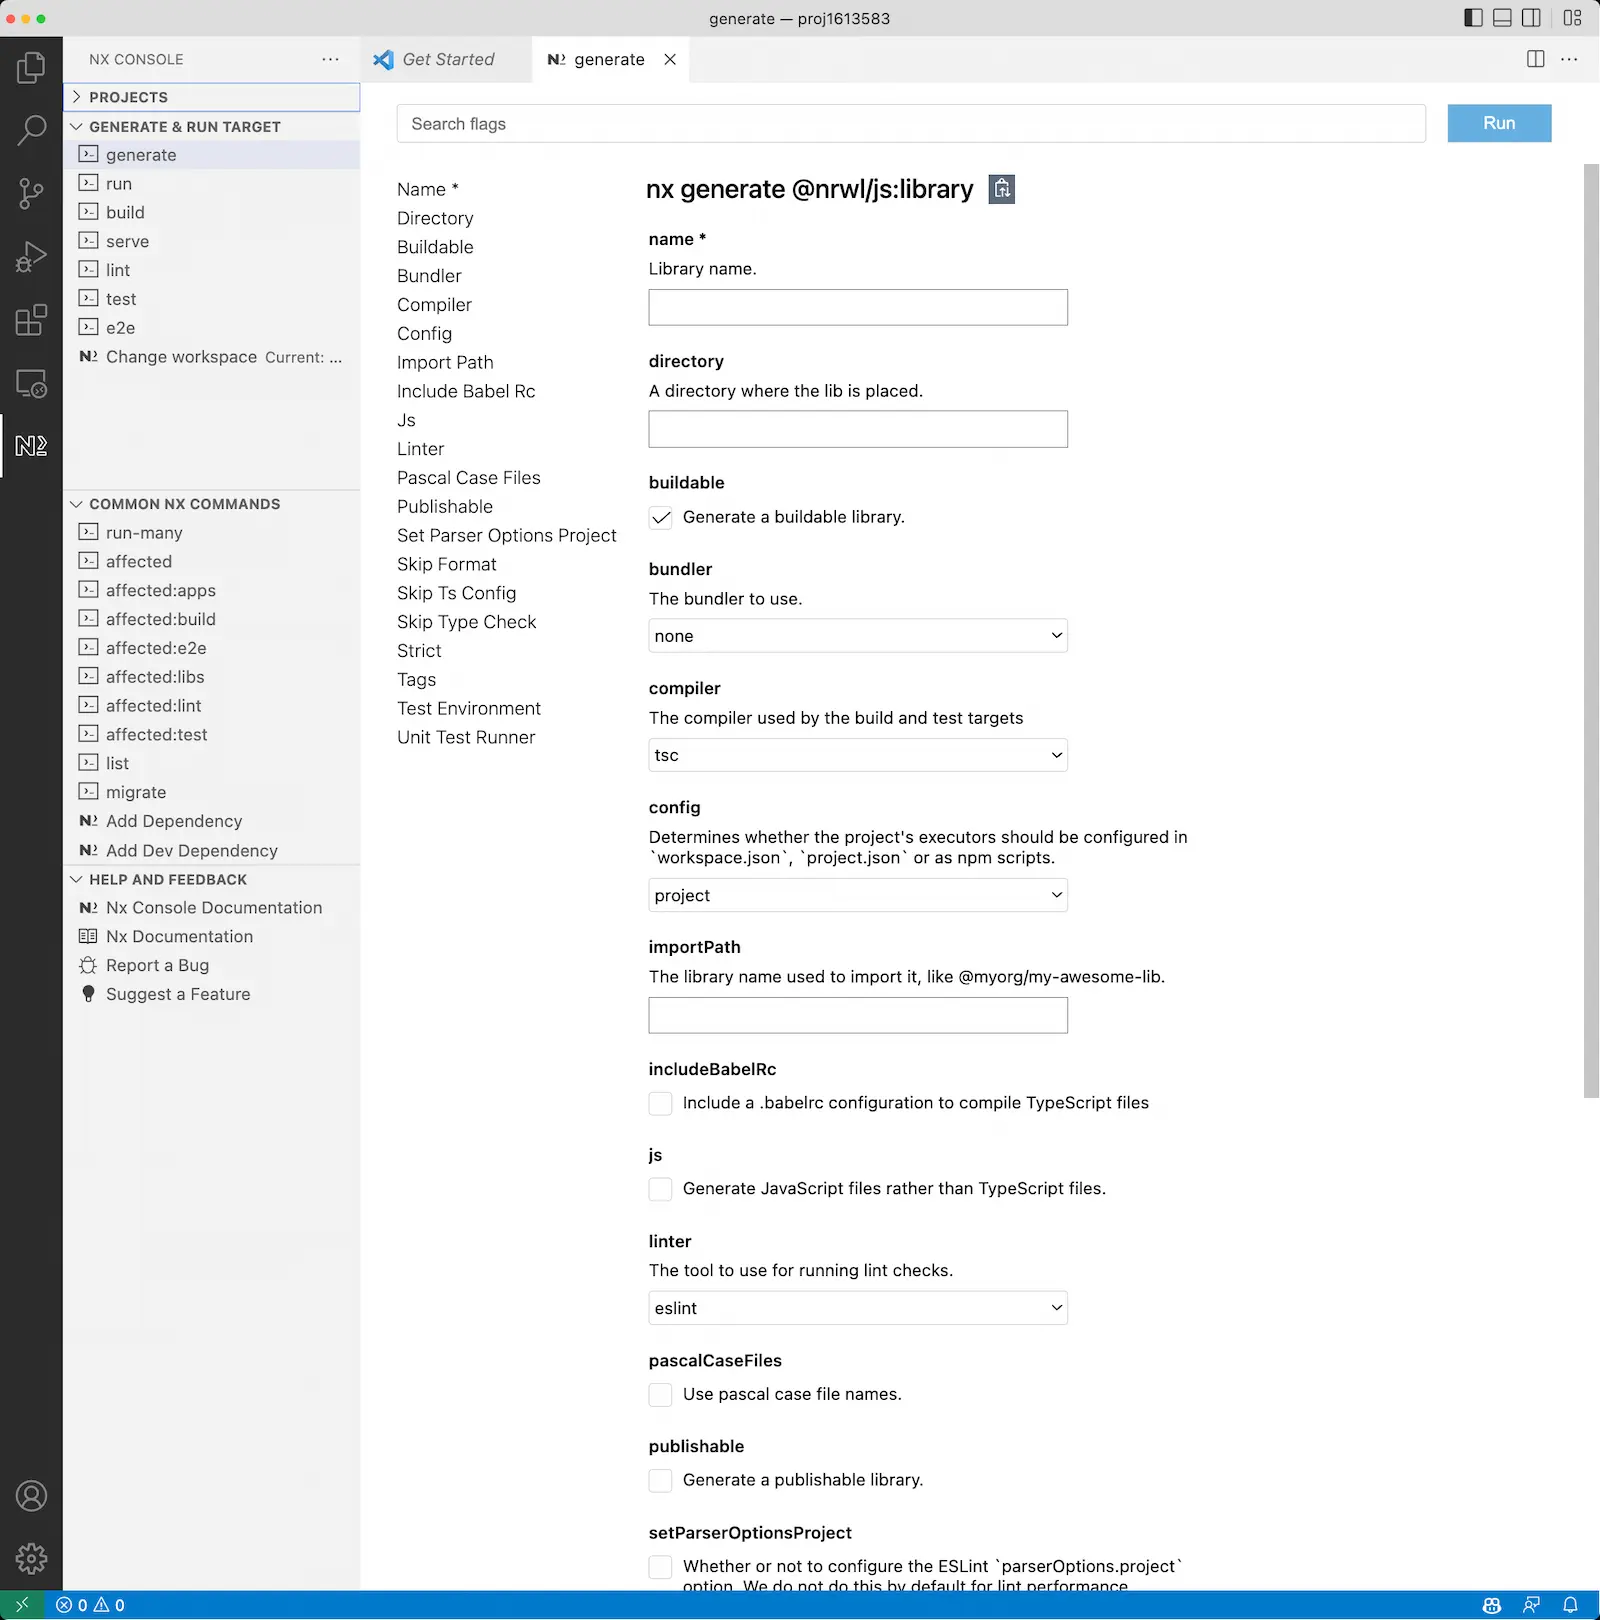 generate — proj1613583
NX CONSOLE
PROJECTS
GENERATE & RUN TARGET
generate
run
build
serve
lint
test
e2e
Change workspace Current: ...
COMMON NX COMMANDS
run-many
affected
affected:apps
affected:build
affected:e2e
affected:libs
affected:lint
affected:test
list
migrate
Add Dependency
Add Dev Dependency
HELP AND FEEDBACK
Nx Console Documentation
Nx Documentation
Report a Bug
Suggest a Feature
Get Started
generate
Search flags
Run
Name *
Directory
Buildable
Bundler
Compiler
Config
Import Path
Include Babel Rc
Js
Linter
Pascal Case Files
Publishable
Set Parser Options Project
Skip Format
Skip Ts Config
Skip Type Check
Strict
Tags
Test Environment
Unit Test Runner
nx generate @nrwl/js:library
name *
Library name.
directory
A directory where the lib is placed.
buildable
Generate a buildable library.
bundler
The bundler to use.
none
compiler
The compiler used by the build and test targets
tsc
config
Determines whether the project's executors should be configured in
`workspace.json`, `project.json` or as npm scripts.
project
importPath
The library name used to import it, like @myorg/my-awesome-lib.
includeBabelRc
Include a .babelrc configuration to compile TypeScript files
js
Generate JavaScript files rather than TypeScript files.
linter
The tool to use for running lint checks.
eslint
pascalCaseFiles
Use pascal case file names.
publishable
Generate a publishable library.
setParserOptionsProject
Whether or not to configure the ESLint `parserOptions.project`
option. We do not do this by default for lint performance
0 0